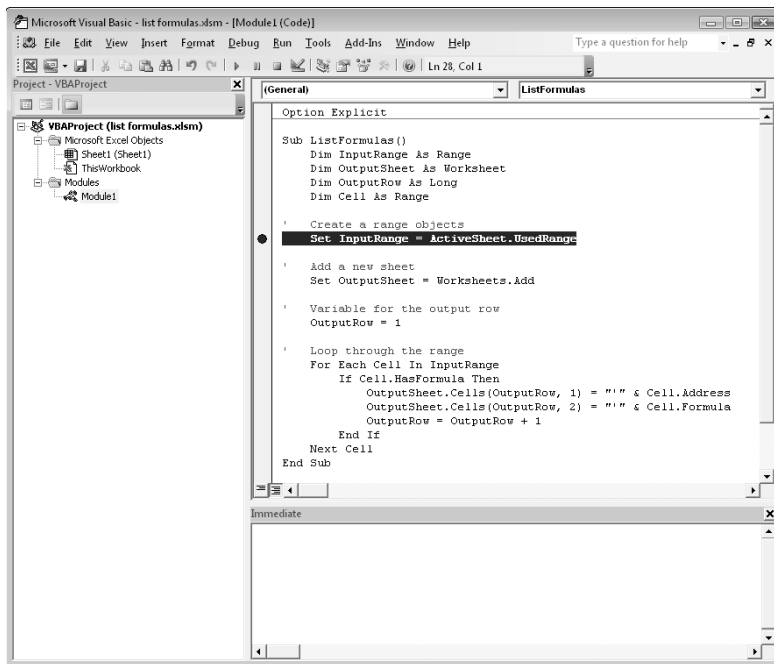 Microsoft Visual Basic - list formulas.xlsm - [Module1 (Code)]
File Edit View Insert Format Debug Run Tools Add-Ins Window Help
Type a question for help
Ln 28, Col 1
Project - VBAProject
VBAProject (list formulas.xlsm)
Microsoft Excel Objects
Sheet1 (Sheet1)
ThisWorkbook
Modules
Module1
(General)
ListFormulas
Option Explicit
Sub ListFormulas()
Dim InputRange As Range
Dim OutputSheet As Worksheet
Dim OutputRow As Long
Dim Cell As Range
' Create a range objects
Set InputRange = ActiveSheet.UsedRange
' Add a new sheet
Set OutputSheet = Worksheets.Add
' Variable for the output row
OutputRow = 1
' Loop through the range
For Each Cell In InputRange
If Cell.HasFormula Then
OutputSheet.Cells(OutputRow, 1) = "'" & Cell.Address
OutputSheet.Cells(OutputRow, 2) = "'" & Cell.Formula
OutputRow = OutputRow + 1
End If
Next Cell
End Sub
Immediate